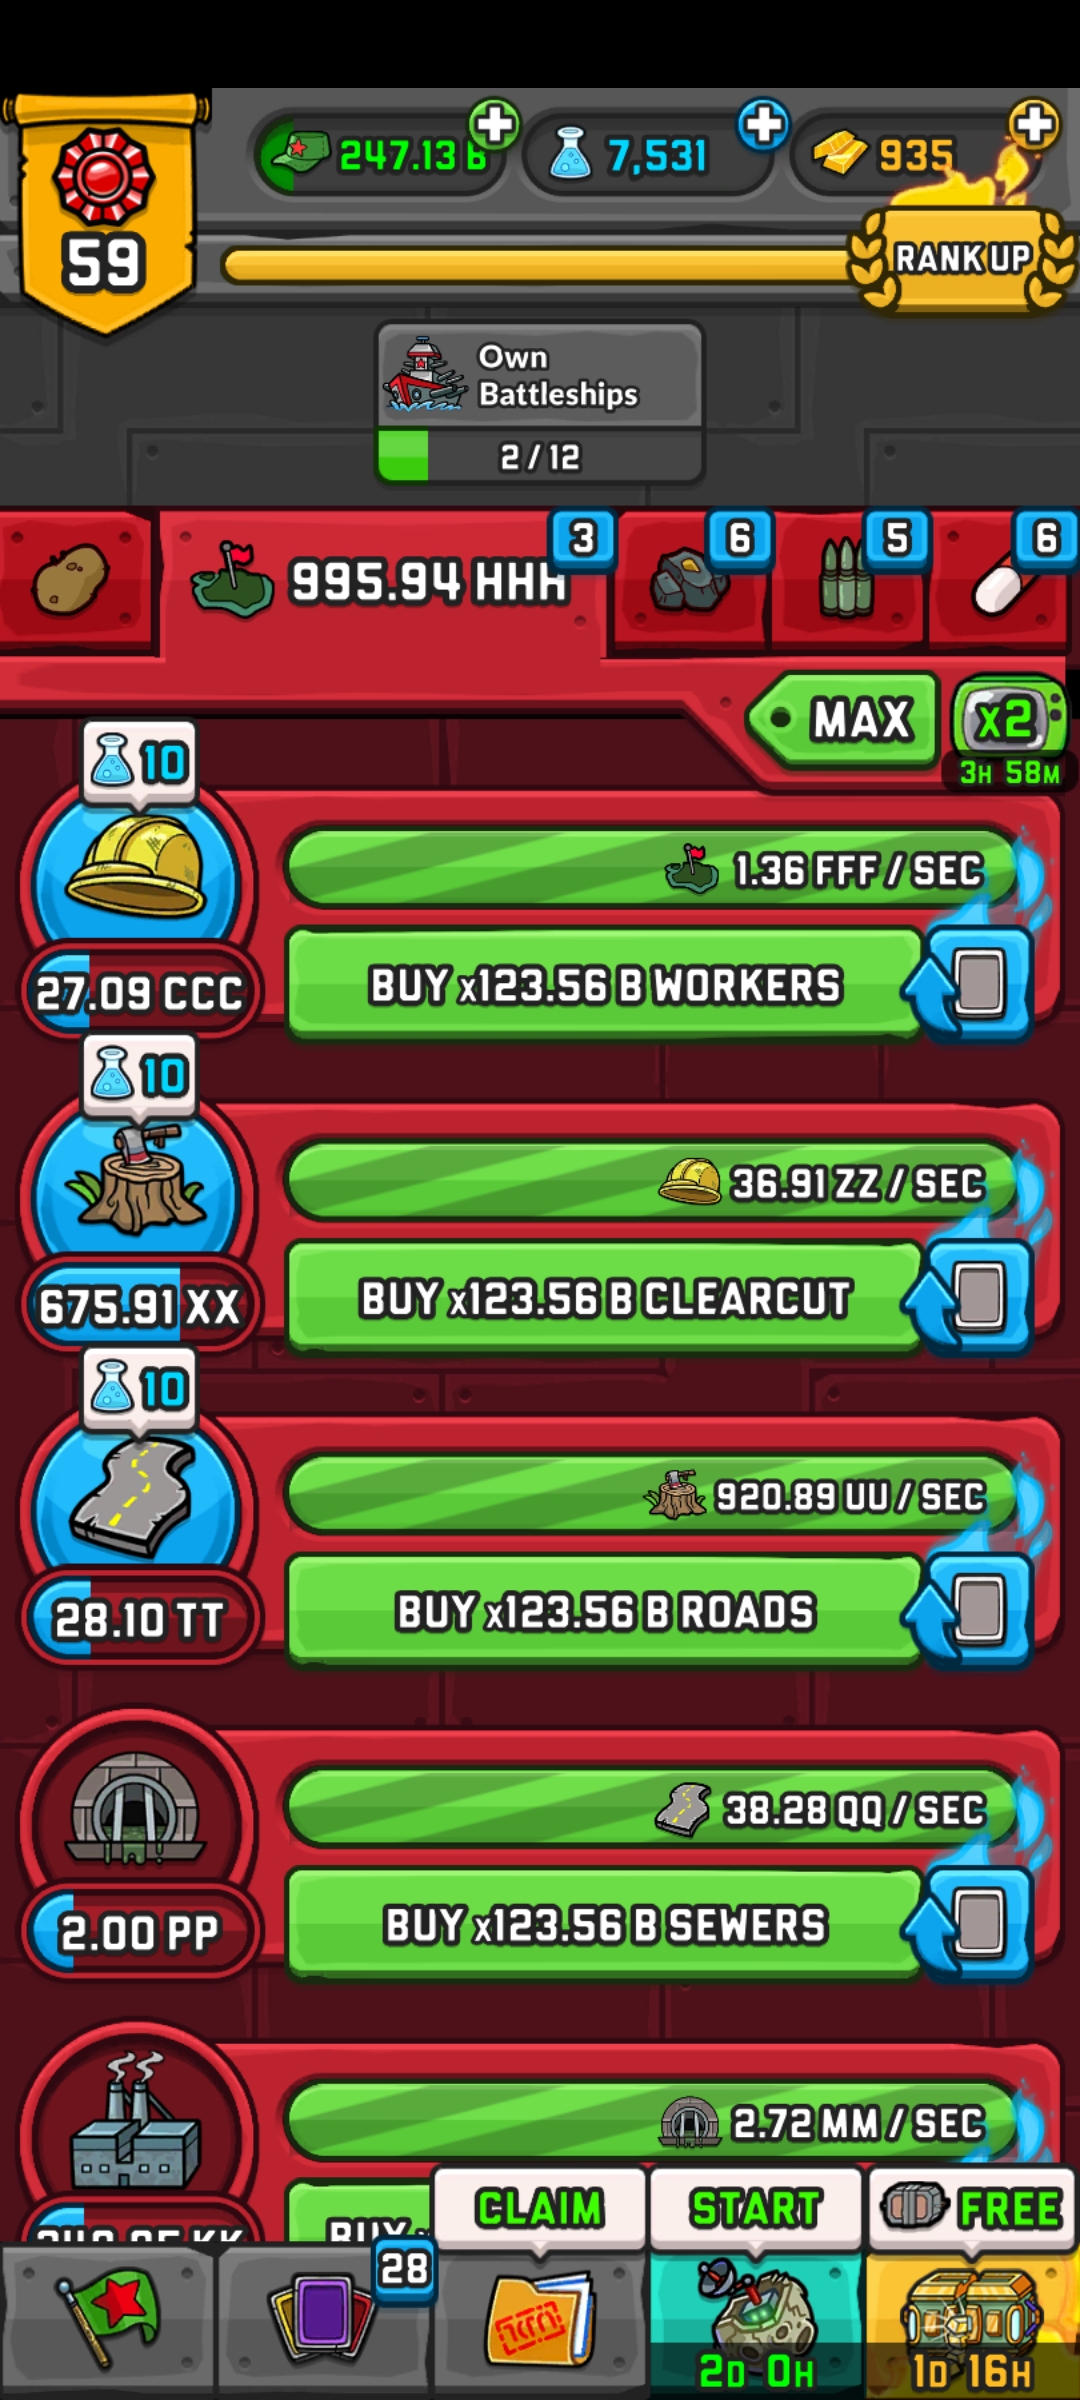 247.13 B
7,531
935
59
RANK UP
Own
Battleships
2 / 12
995.94 HHH
3
6
5
6
MAX
x2
3H 58M
10
1.36 FFF / SEC
27.09 CCC
BUY x123.56 B WORKERS
10
36.91 ZZ / SEC
675.91 XX
BUY x123.56 B CLEARCUT
10
920.89 UU / SEC
28.10 TT
BUY x123.56 B ROADS
38.28 QQ / SEC
2.00 PP
BUY x123.56 B SEWERS
2.72 MM / SEC
BUY
CLAIM
START
FREE
28
2D 0H
1D 16H